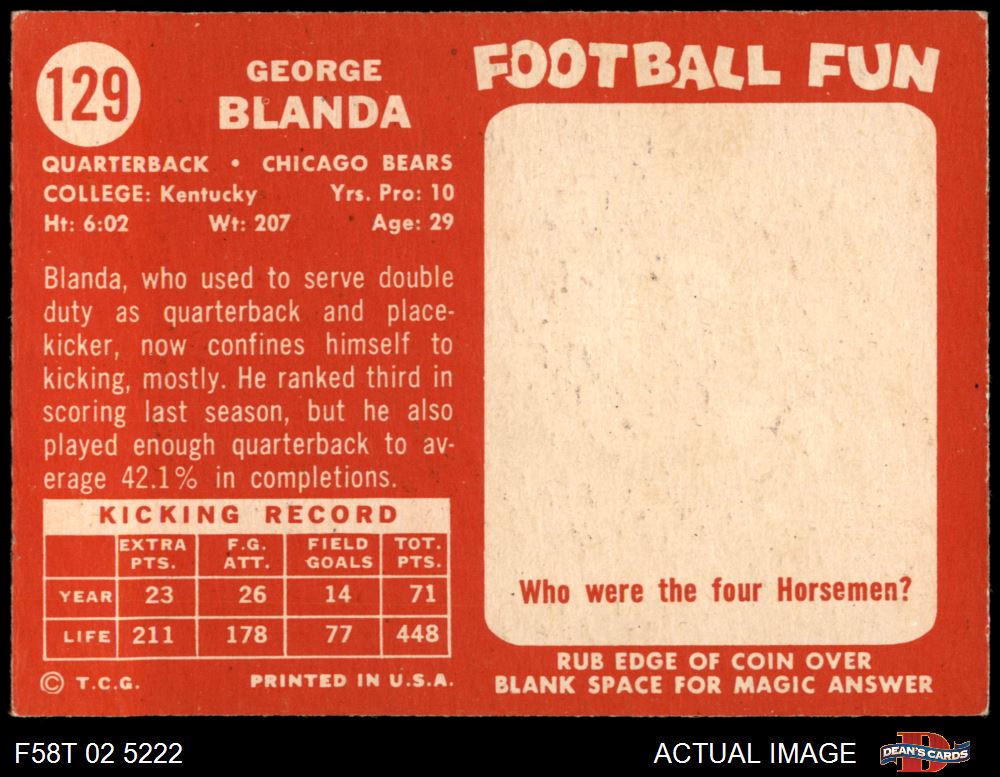 129
GEORGE
BLANDA
QUARTERBACK • CHICAGO BEARS
COLLEGE: Kentucky Yrs. Pro: 10
Ht: 6:02 Wt: 207 Age: 29
Blanda, who used to serve double
duty as quarterback and place-
kicker, now confines himself to
kicking, mostly. He ranked third in
scoring last season, but he also
played enough quarterback to av-
erage 42.1% in completions.
KICKING RECORD
EXTRA PTS. F.G. ATT. FIELD GOALS TOT. PTS.
YEAR 23 26 14 71
LIFE 211 178 77 448
© T.C.G. PRINTED IN U.S.A.
FOOTBALL FUN
Who were the four Horsemen?
RUB EDGE OF COIN OVER
BLANK SPACE FOR MAGIC ANSWER
F58T 02 5222 ACTUAL IMAGE
D
DEAN'S CARDS